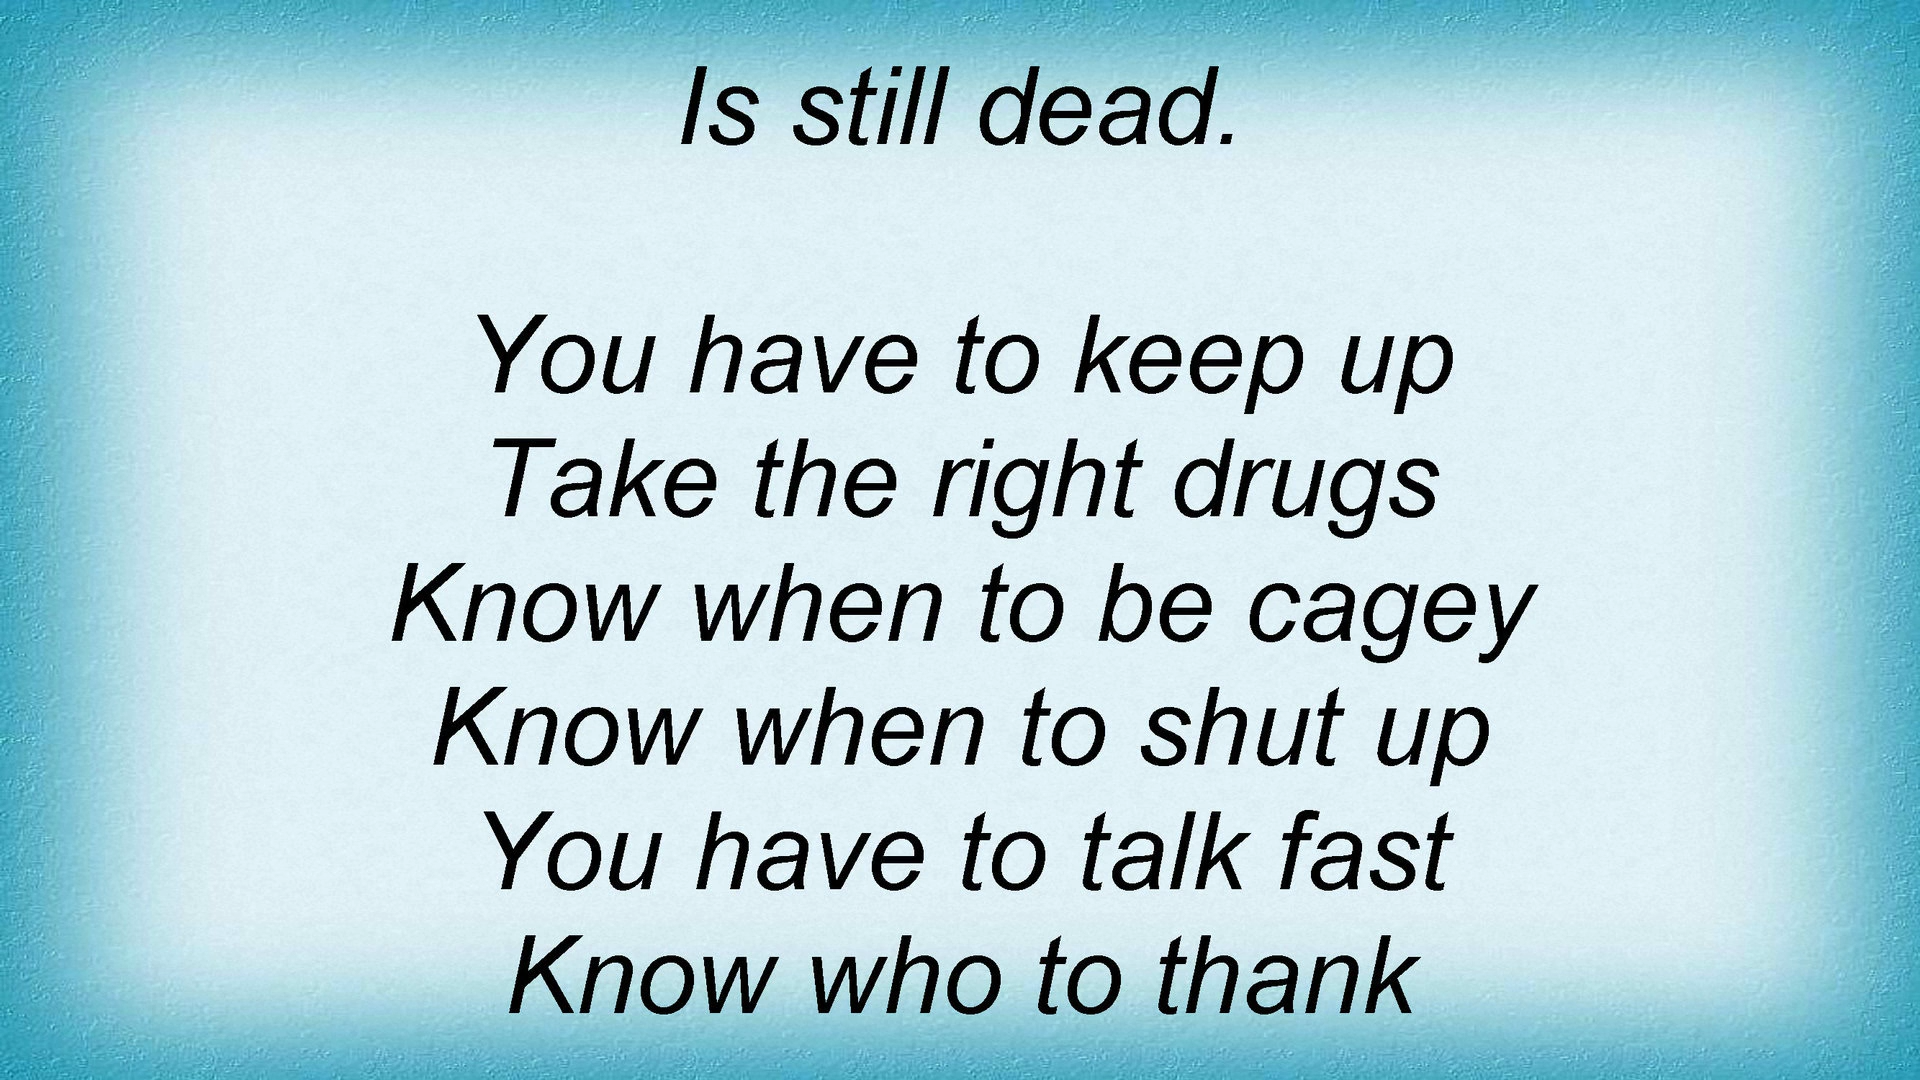 Is still dead.
You have to keep up
Take the right drugs
Know when to be cagey
Know when to shut up
You have to talk fast
Know who to thank